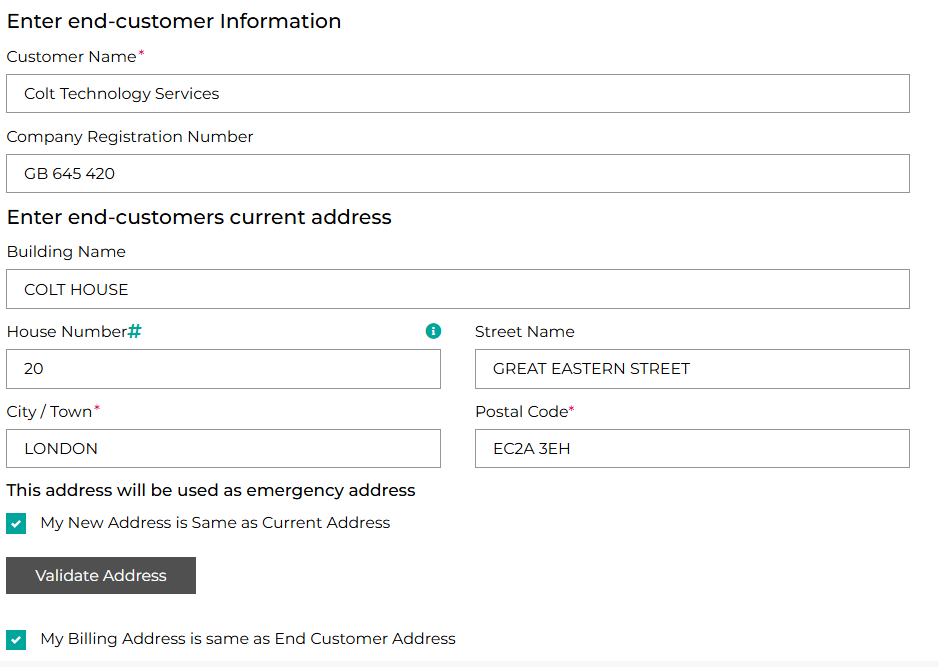 Enter end-customer Information
Customer Name*
Colt Technology Services
Company Registration Number
GB 645 420
Enter end-customers current address
Building Name
COLT HOUSE
House Number# Street Name
20 GREAT EASTERN STREET
City / Town* Postal Code*
LONDON EC2A 3EH
This address will be used as emergency address
My New Address is Same as Current Address
Validate Address
My Billing Address is same as End Customer Address